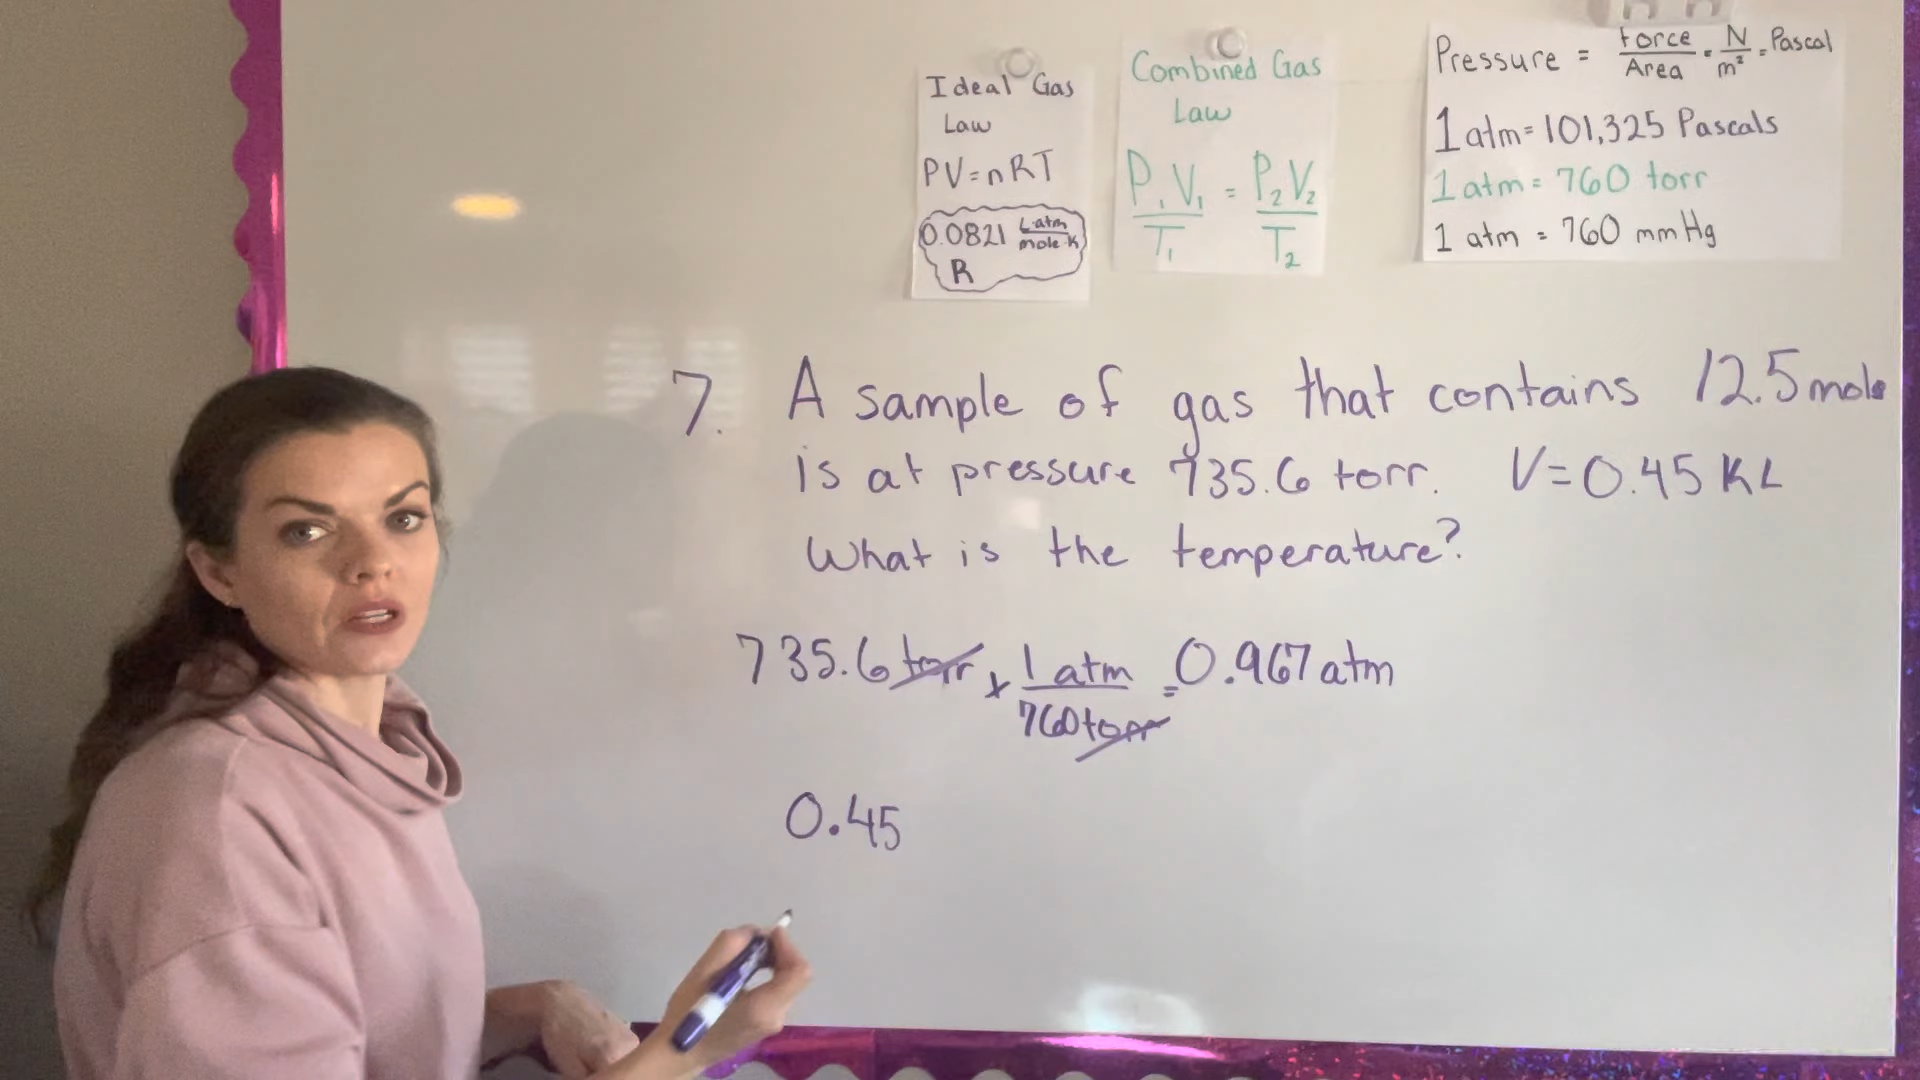 Ideal Gas
Law
PV=nRT
0.0821 L·atm/mole·K
R
Combined Gas
Law
P₁V₁/T₁ = P₂V₂/T₂
Pressure = Force/Area = N/m² = Pascal
1 atm = 101,325 Pascals
1 atm = 760 torr
1 atm = 760 mmHg
7. A sample of gas that contains 12.5 mole
is at pressure 735.6 torr. V=0.45 KL
What is the temperature?
735.6 torr x 1 atm/760 torr = 0.967 atm
0.45